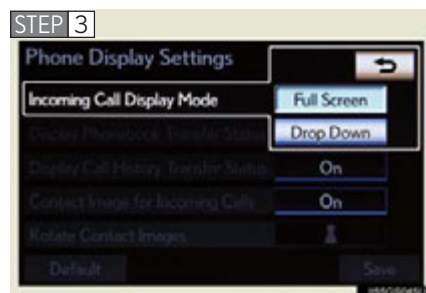 STEP 3
Phone Display Settings
Incoming Call Display Mode
Full Screen
Display Phonebook Transfer Status
Drop Down
Display Call History Transfer Status
On
Contact Image for Incoming Calls
On
Rotate Contact Images
Default
Save